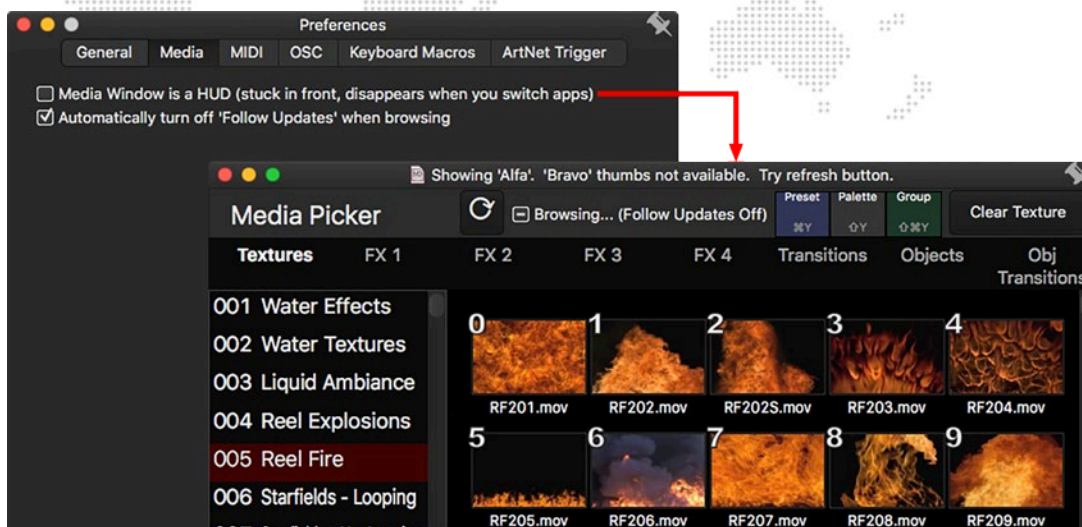 Preferences
General Media MIDI OSC Keyboard Macros ArtNet Trigger
Media Window is a HUD (stuck in front, disappears when you switch apps)
Automatically turn off 'Follow Updates' when browsing
Showing 'Alfa'. 'Bravo' thumbs not available. Try refresh button.
Media Picker
Browsing... (Follow Updates Off)
Preset Palette Group
⌘Y ⇧Y ⇧⌘Y
Clear Texture
Textures FX 1 FX 2 FX 3 FX 4 Transitions Objects Obj
Transitions
001 Water Effects
002 Water Textures
003 Liquid Ambiance
004 Reel Explosions
005 Reel Fire
006 Starfields - Looping
0 1 2 3 4
RF201.mov RF202.mov RF202S.mov RF203.mov RF204.mov
5 6 7 8 9
RF205.mov RF206.mov RF207.mov RF208.mov RF209.mov